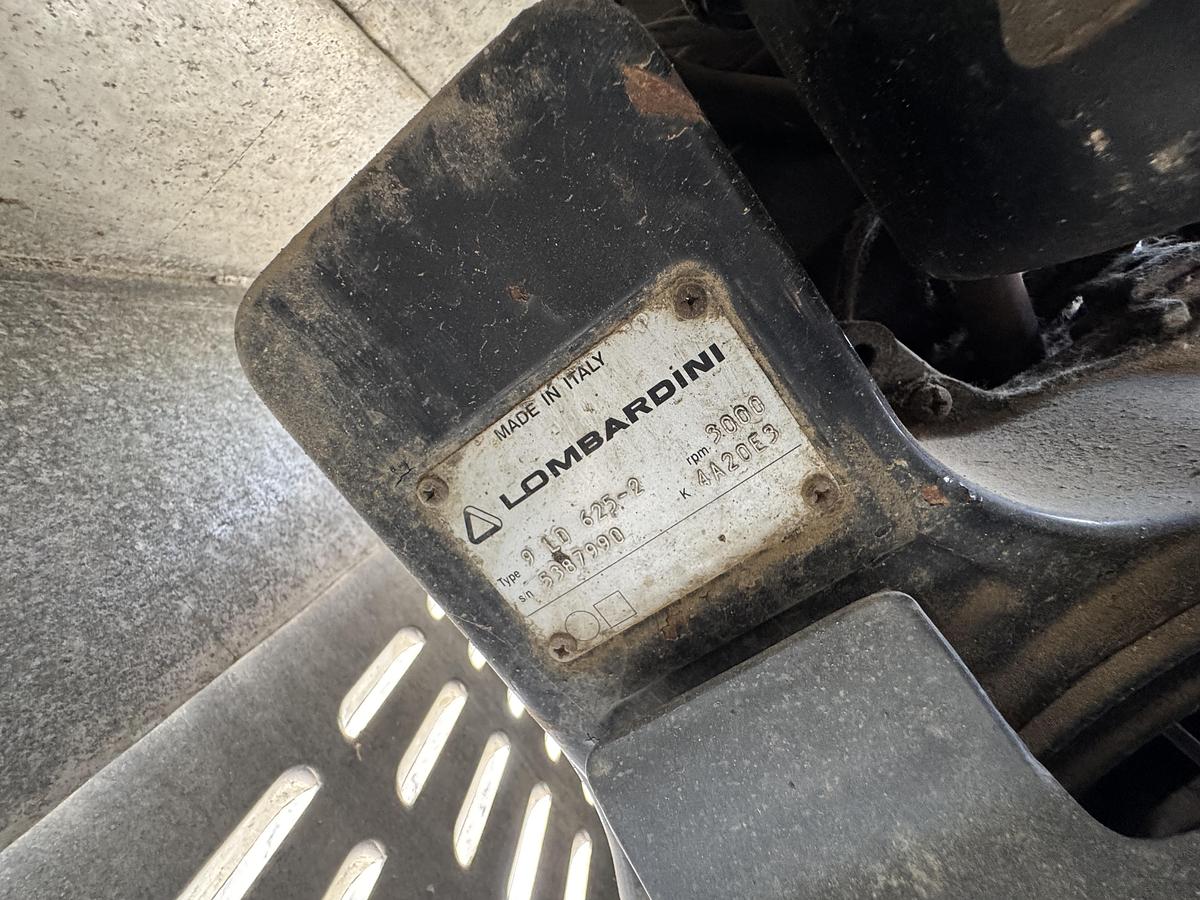 MADE IN ITALY
LOMBARDINI
Type 9 LD 625-2 rpm 3000
s/n 5387990 K 4A20E3